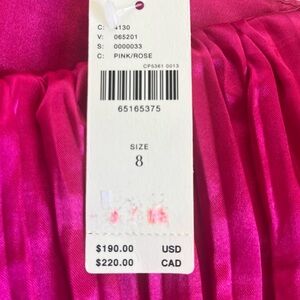 C: 4130
V: 065201
S: 0000033
C: PINK/ROSE
CP5361 0013
65165375
SIZE
8
$190.00 USD
$220.00 CAD